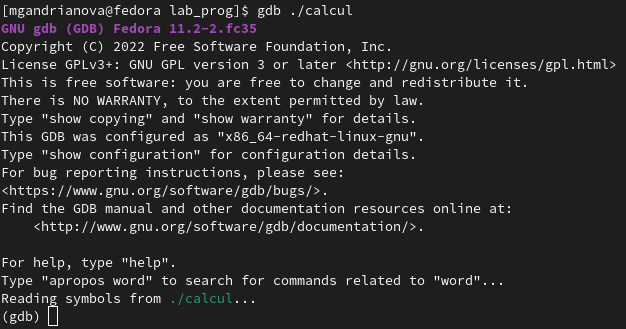 [mgandrianova@fedora lab_prog]$ gdb ./calcul
GNU gdb (GDB) Fedora 11.2-2.fc35
Copyright (C) 2022 Free Software Foundation, Inc.
License GPLv3+: GNU GPL version 3 or later <http://gnu.org/licenses/gpl.html>
This is free software: you are free to change and redistribute it.
There is NO WARRANTY, to the extent permitted by law.
Type "show copying" and "show warranty" for details.
This GDB was configured as "x86_64-redhat-linux-gnu".
Type "show configuration" for configuration details.
For bug reporting instructions, please see:
<https://www.gnu.org/software/gdb/bugs/>.
Find the GDB manual and other documentation resources online at:
    <http://www.gnu.org/software/gdb/documentation/>.

For help, type "help".
Type "apropos word" to search for commands related to "word"...
Reading symbols from ./calcul...
(gdb)